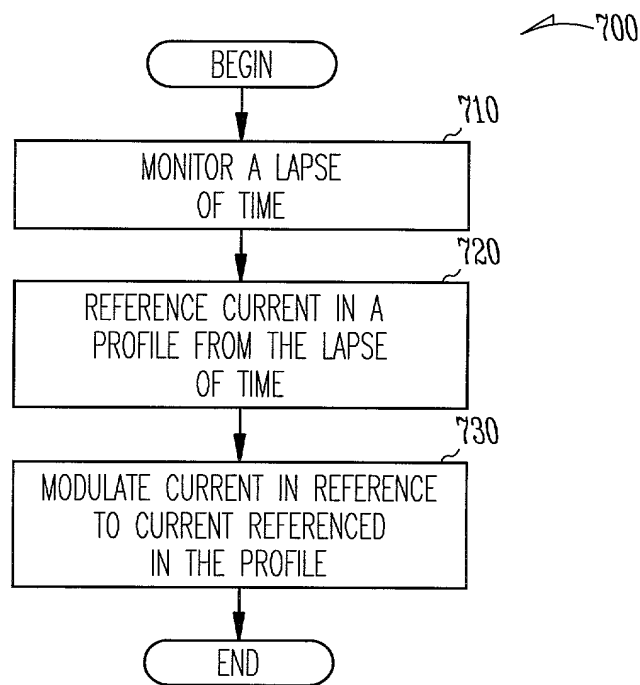 700
BEGIN
710
MONITOR A LAPSE
OF TIME
720
REFERENCE CURRENT IN A
PROFILE FROM THE LAPSE
OF TIME
730
MODULATE CURRENT IN REFERENCE
TO CURRENT REFERENCED
IN THE PROFILE
END